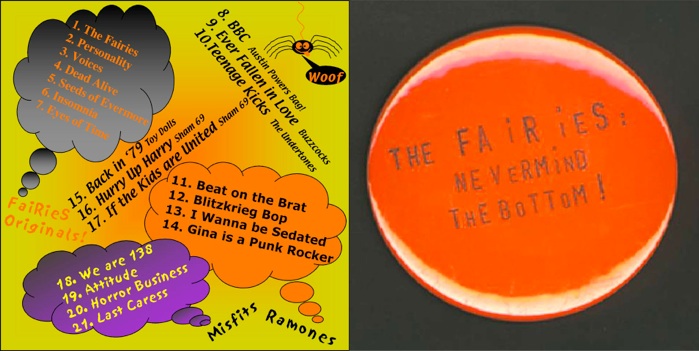 1. The Fairies
2. Personality
3. Voices
4. Dead Alive
5. Seeds of Evermore
6. Insomnia
7. Eyes of Time
FaiRieS
Originals!
8. BBC Austin Powers Bag!
9. Ever Fallen in Love Buzzcocks
10. Teenage Kicks The Undertones
Woof
15. Back in '79 Toy Dolls
16. Hurry Up Harry Sham 69
17. If the Kids are United Sham 69
11. Beat on the Brat
12. Blitzkrieg Bop
13. I Wanna be Sedated
14. Gina is a Punk Rocker
Ramones
18. We are 138
19. Attitude
20. Horror Business
21. Last Caress
Misfits
THE FAiRiES:
NEVERMiND
THE BOTTOM!